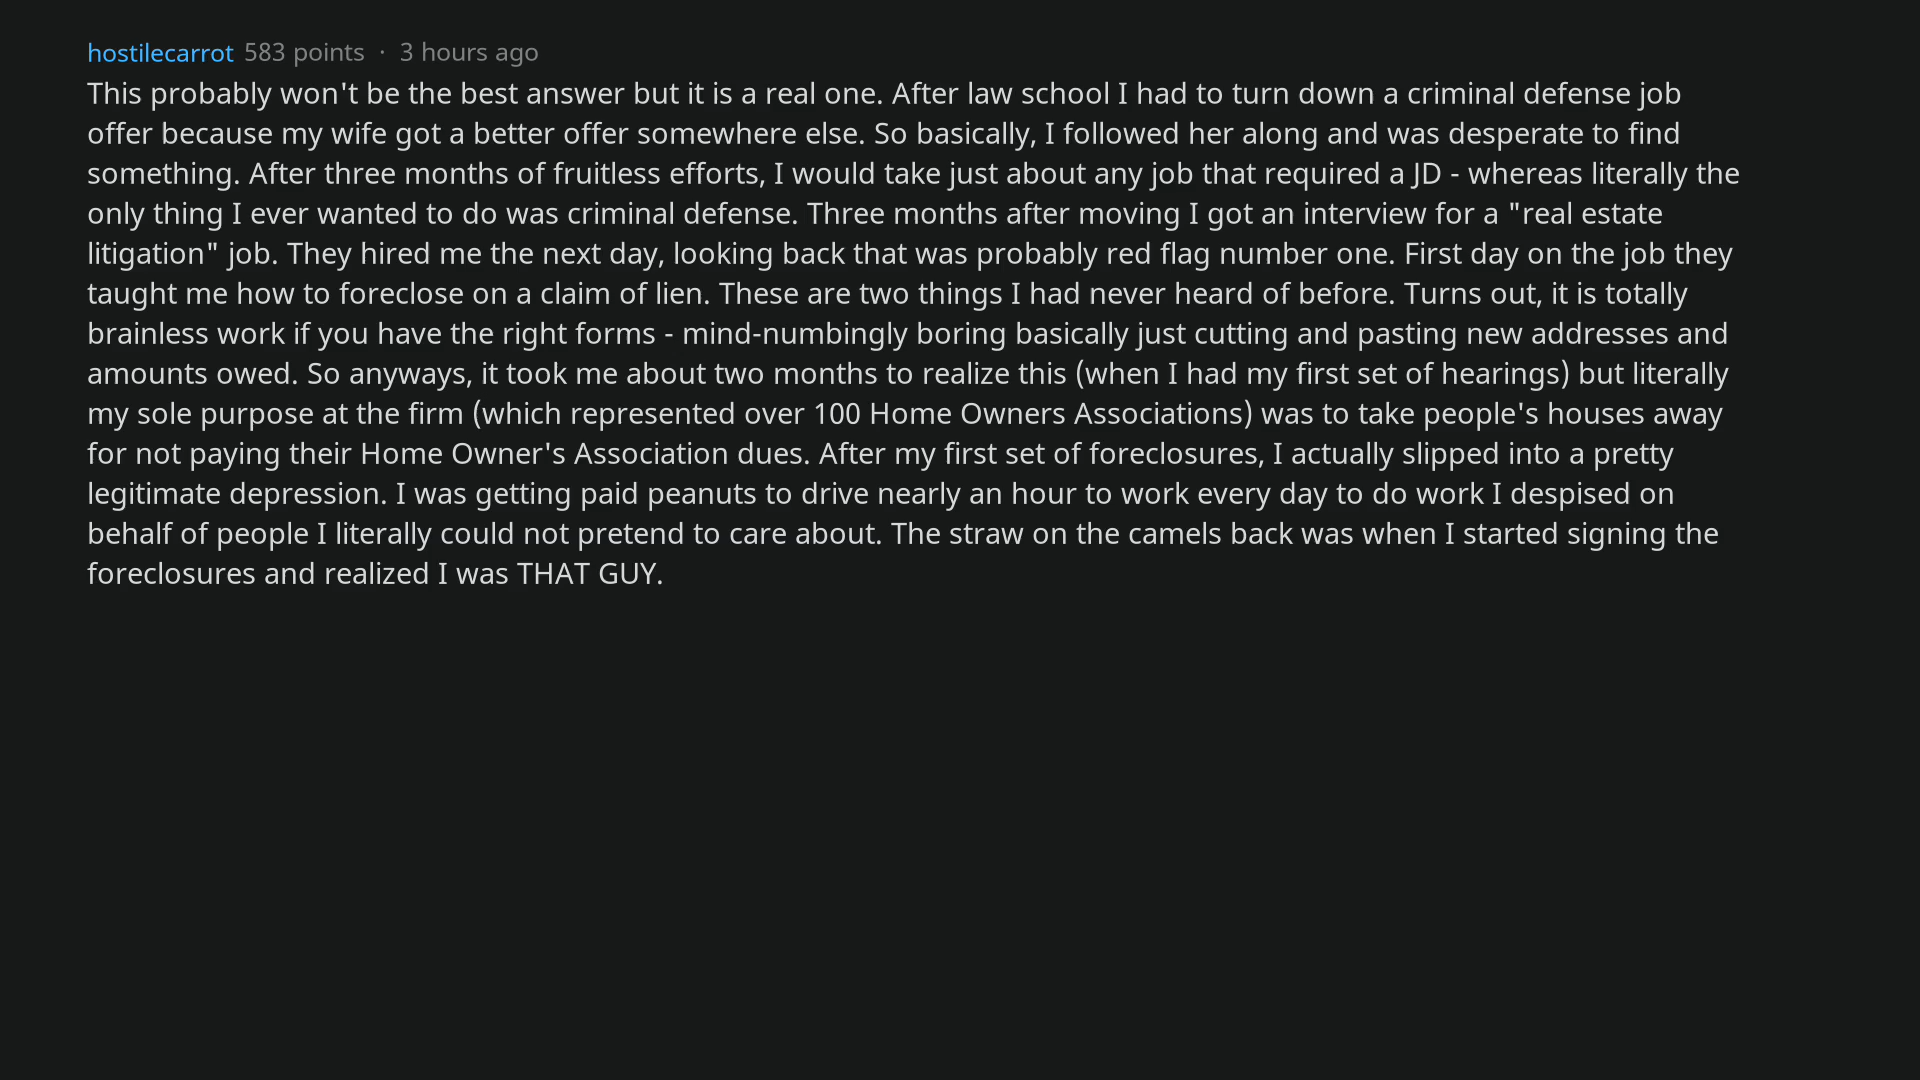 hostilecarrot 583 points · 3 hours ago
This probably won't be the best answer but it is a real one. After law school I had to turn down a criminal defense job
offer because my wife got a better offer somewhere else. So basically, I followed her along and was desperate to find
something. After three months of fruitless efforts, I would take just about any job that required a JD - whereas literally the
only thing I ever wanted to do was criminal defense. Three months after moving I got an interview for a "real estate
litigation" job. They hired me the next day, looking back that was probably red flag number one. First day on the job they
taught me how to foreclose on a claim of lien. These are two things I had never heard of before. Turns out, it is totally
brainless work if you have the right forms - mind-numbingly boring basically just cutting and pasting new addresses and
amounts owed. So anyways, it took me about two months to realize this (when I had my first set of hearings) but literally
my sole purpose at the firm (which represented over 100 Home Owners Associations) was to take people's houses away
for not paying their Home Owner's Association dues. After my first set of foreclosures, I actually slipped into a pretty
legitimate depression. I was getting paid peanuts to drive nearly an hour to work every day to do work I despised on
behalf of people I literally could not pretend to care about. The straw on the camels back was when I started signing the
foreclosures and realized I was THAT GUY.